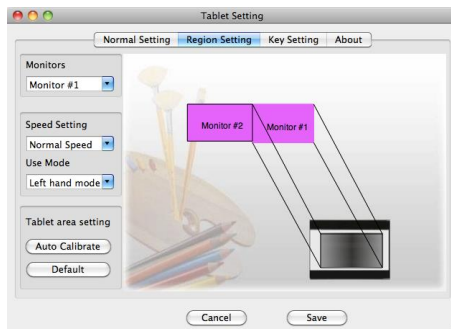 Tablet Setting
Normal Setting
Region Setting
Key Setting
About
Monitors
Monitor #1
Speed Setting
Normal Speed
Use Mode
Left hand mode
Tablet area setting
Auto Calibrate
Default
Monitor #2
Monitor #1
Cancel
Save